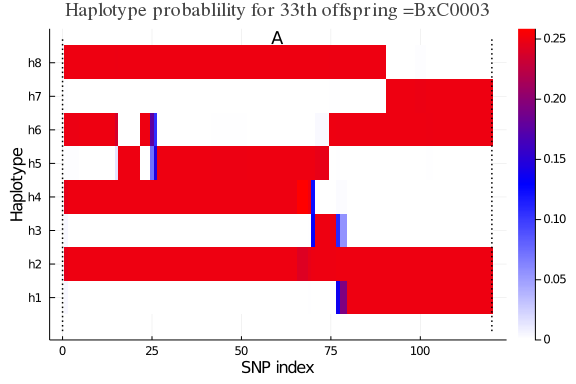 Haplotype probablility for 33th offspring =BxC0003
A
h8
h7
h6
h5
h4
h3
h2
h1
Haplotype
0
25
50
75
100
SNP index
0.25
0.20
0.15
0.10
0.05
0